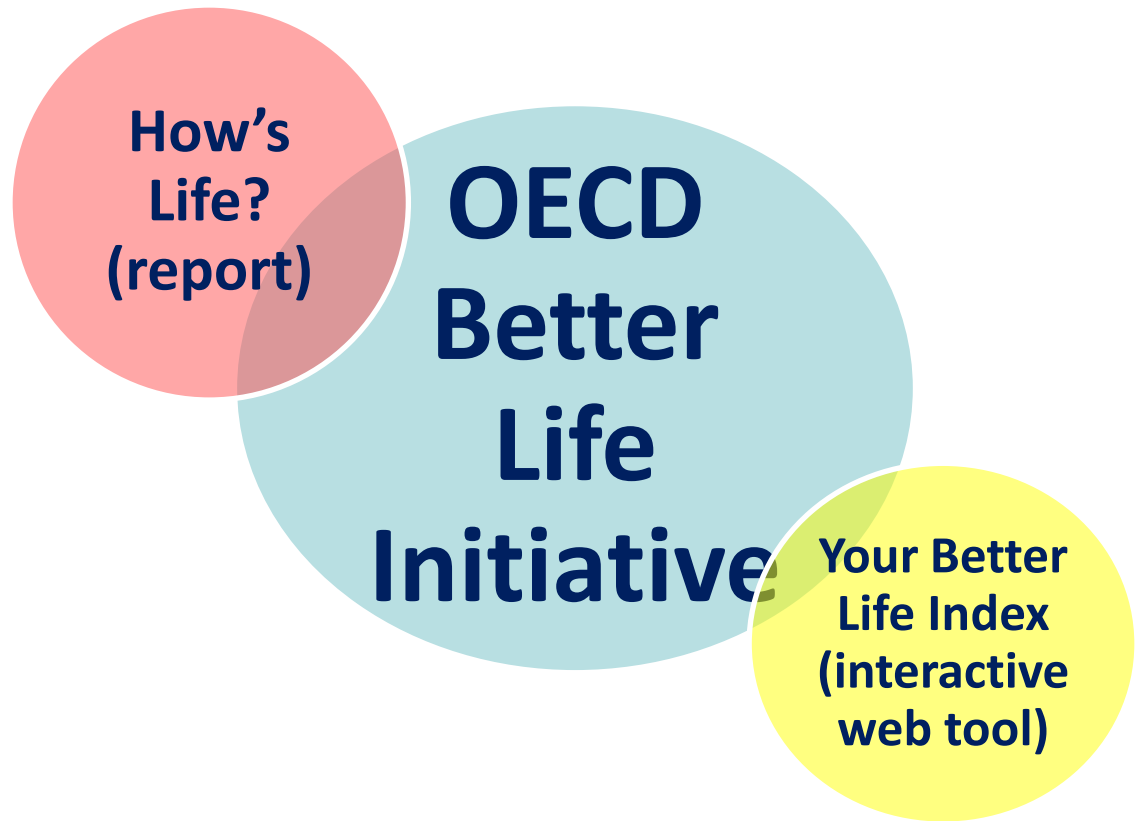 How’s
Life?
(report)
OECD
Better
Life
Initiative
Your Better
Life Index
(interactive
web tool)